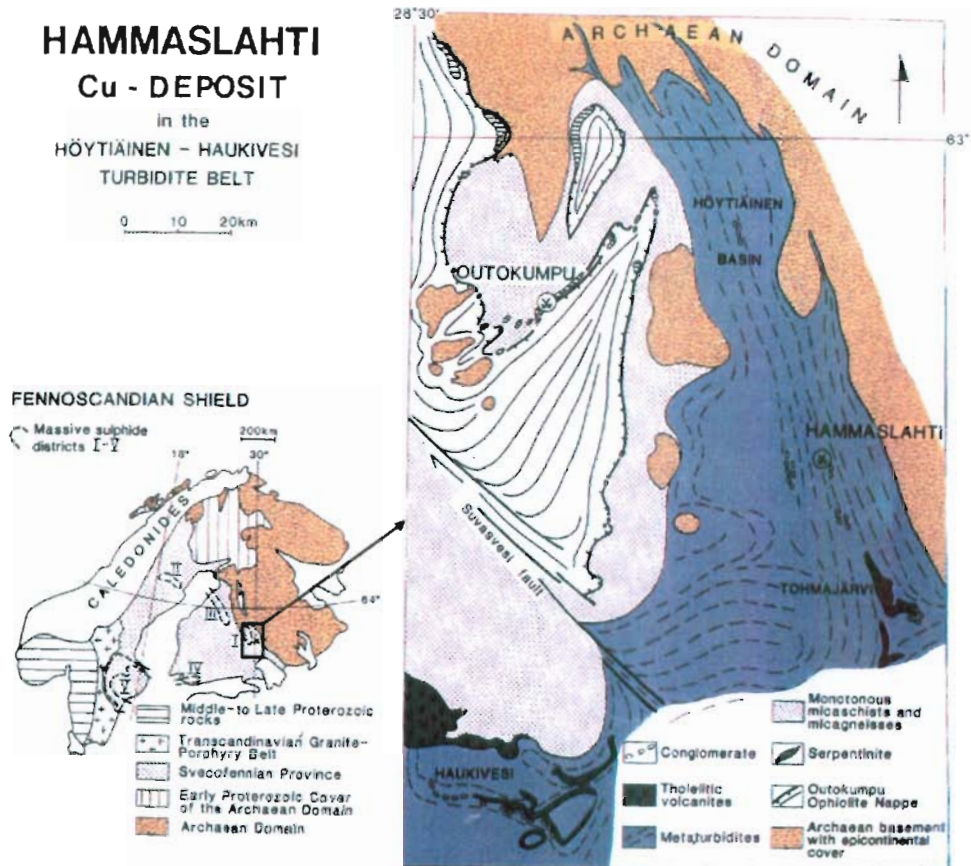 HAMMASLAHTI
Cu - DEPOSIT
in the
HÖYTIÄINEN - HAUKIVESI
TURBIDITE BELT
0 10 20km
28°30'
ARCHAEAN DOMAIN
63°
HÖYTIÄINEN
BASIN
OUTOKUMPU
HAMMASLAHTI
Suvasvesi fault
TOHMAJÄRVI
HAUKIVESI
Conglomerate
Tholeiitic
volcanites
Metaturbidites
Monotonous
micaschists and
micagneisses
Serpentinite
Outokumpu
Ophiolite Nappe
Archaean basement
with epicontinental
cover
FENNOSCANDIAN SHIELD
Massive sulphide
districts I-V
200km
18°
30°
CALEDONIDES
64°
II
III
I
IV
Middle-to Late Proterozoic
rocks
Transcandinavian Granite-
Porphyry Belt
Svecofennian Province
Early Proterozoic Cover
of the Archaean Domain
Archaean Domain